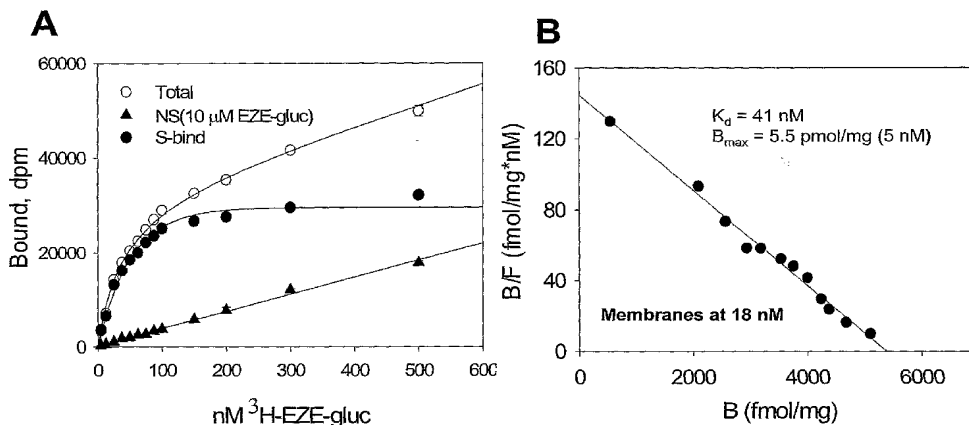 A
60000
40000
20000
0
Bound, dpm
Total
NS(10 μM EZE-gluc)
S-bind
0 100 200 300 400 500 600
nM ³H-EZE-gluc
B
160
120
80
40
0
B/F (fmol/mg*nM)
K_d = 41 nM
B_max = 5.5 pmol/mg (5 nM)
Membranes at 18 nM
0 2000 4000 6000
B (fmol/mg)